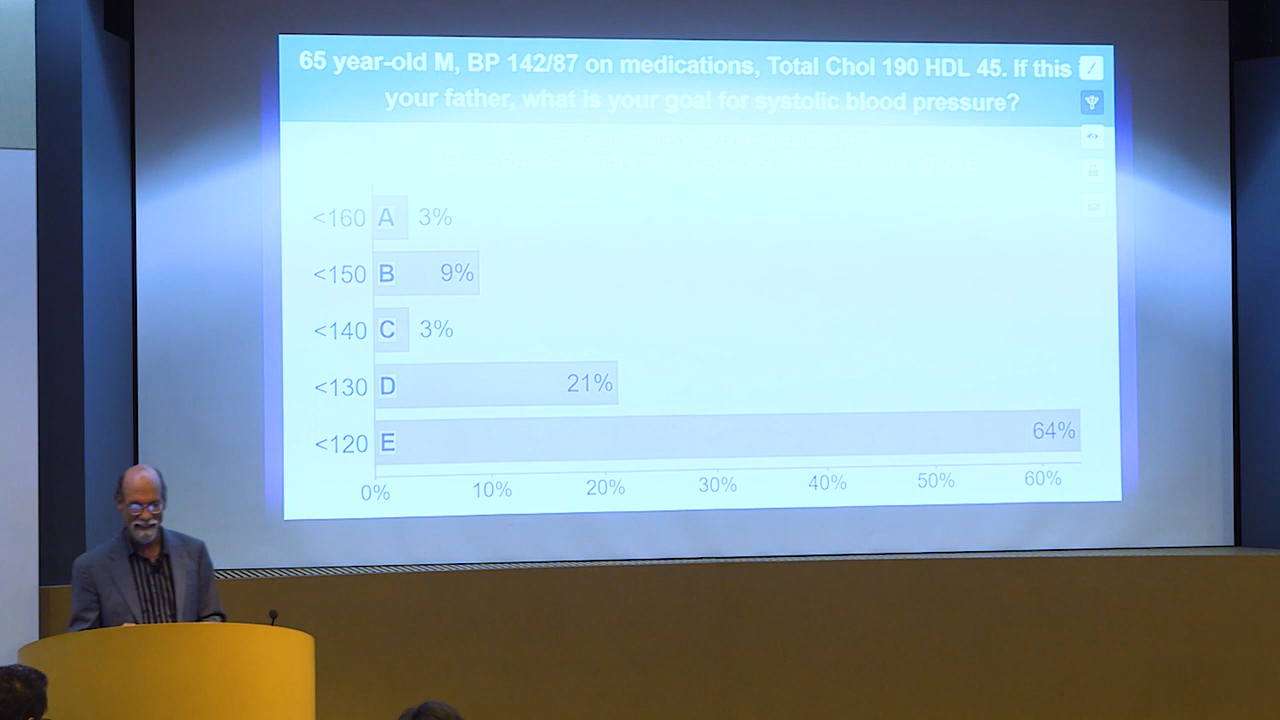 65 year-old M, BP 142/87 on medications, Total Chol 190 HDL 45. If this
your father, what is your goal for systolic blood pressure?
<160 A 3%
<150 B 9%
<140 C 3%
<130 D 21%
<120 E 64%
0% 10% 20% 30% 40% 50% 60%